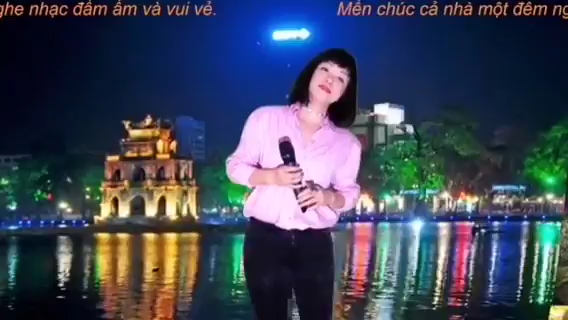 ghe nhạc đầm ấm và vui vẻ.
Mến chúc cả nhà một đêm ng